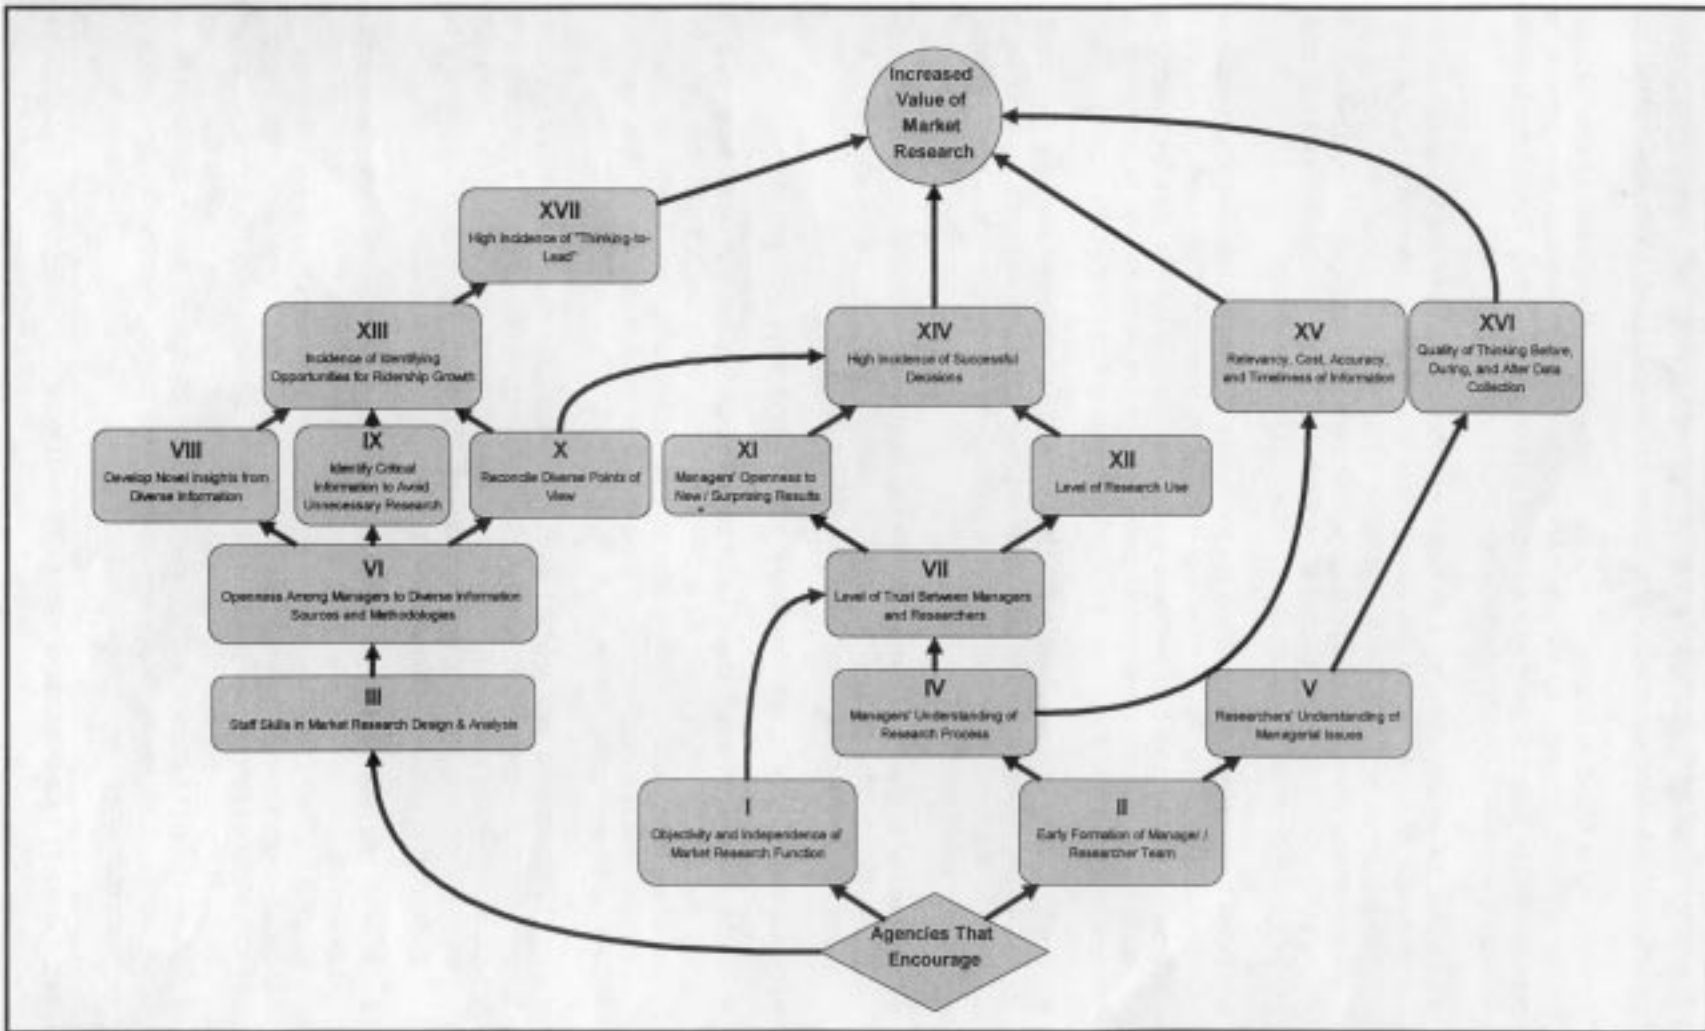 Increased
Value of
Market
Research
XVII
High Incidence of "Thinking-to-
Lead"
XIII
Incidence of Identifying
Opportunities for Ridership Growth
XIV
High Incidence of Successful
Decisions
XV
Relevancy, Cost, Accuracy,
and Timeliness of Information
XVI
Quality of Thinking Before,
During, and After Data
Collection
VIII
Develop Novel Insights from
Diverse Information
IX
Identify Critical
Information to Avoid
Unnecessary Research
X
Reconcile Diverse Points of
View
XI
Managers' Openness to
New / Surprising Results
XII
Level of Research Use
VI
Openness Among Managers to Diverse Information
Sources and Methodologies
VII
Level of Trust Between Managers
and Researchers
III
Staff Skills in Market Research Design & Analysis
IV
Managers' Understanding of
Research Process
V
Researchers' Understanding of
Managerial Issues
I
Objectivity and Independence of
Market Research Function
II
Early Formation of Manager /
Researcher Team
Agencies That
Encourage